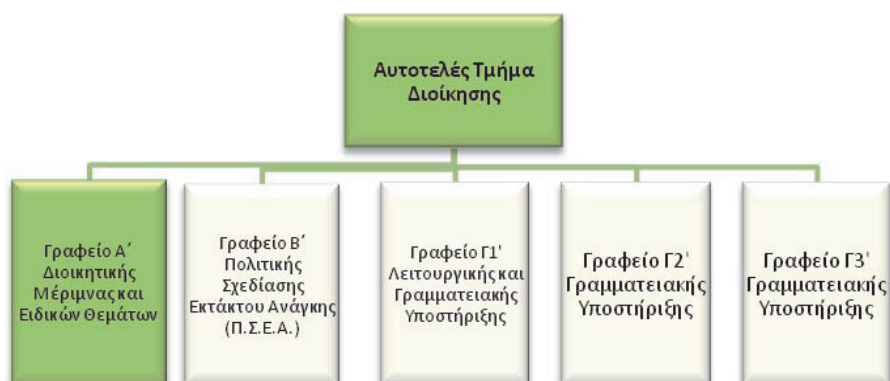 Αυτοτελές Τμήμα
Διοίκησης
Γραφείο Α΄
Διοικητικής
Μέριμνας και
Ειδικών Θεμάτων
Γραφείο Β΄
Πολιτικής
Σχεδίασης
Εκτάκτου Ανάγκης
(Π.Σ.Ε.Α.)
Γραφείο Γ1'
Λειτουργικής και
Γραμματειακής
Υποστήριξης
Γραφείο Γ2'
Γραμματειακής
Υποστήριξης
Γραφείο Γ3'
Γραμματειακής
Υποστήριξης